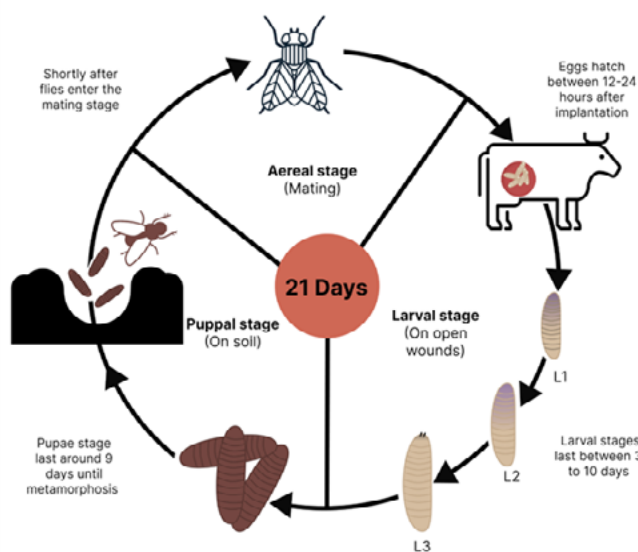 Shortly after
flies enter the
mating stage
Eggs hatch
between 12-24
hours after
implantation
Aereal stage
(Mating)
21 Days
Puppal stage
(On soll)
Larval stage
(On open
wounds)
L1
L2
L3
Larval stages
last between 3
to 10 days
Pupae stage
last around 9
days until
metamorphosis